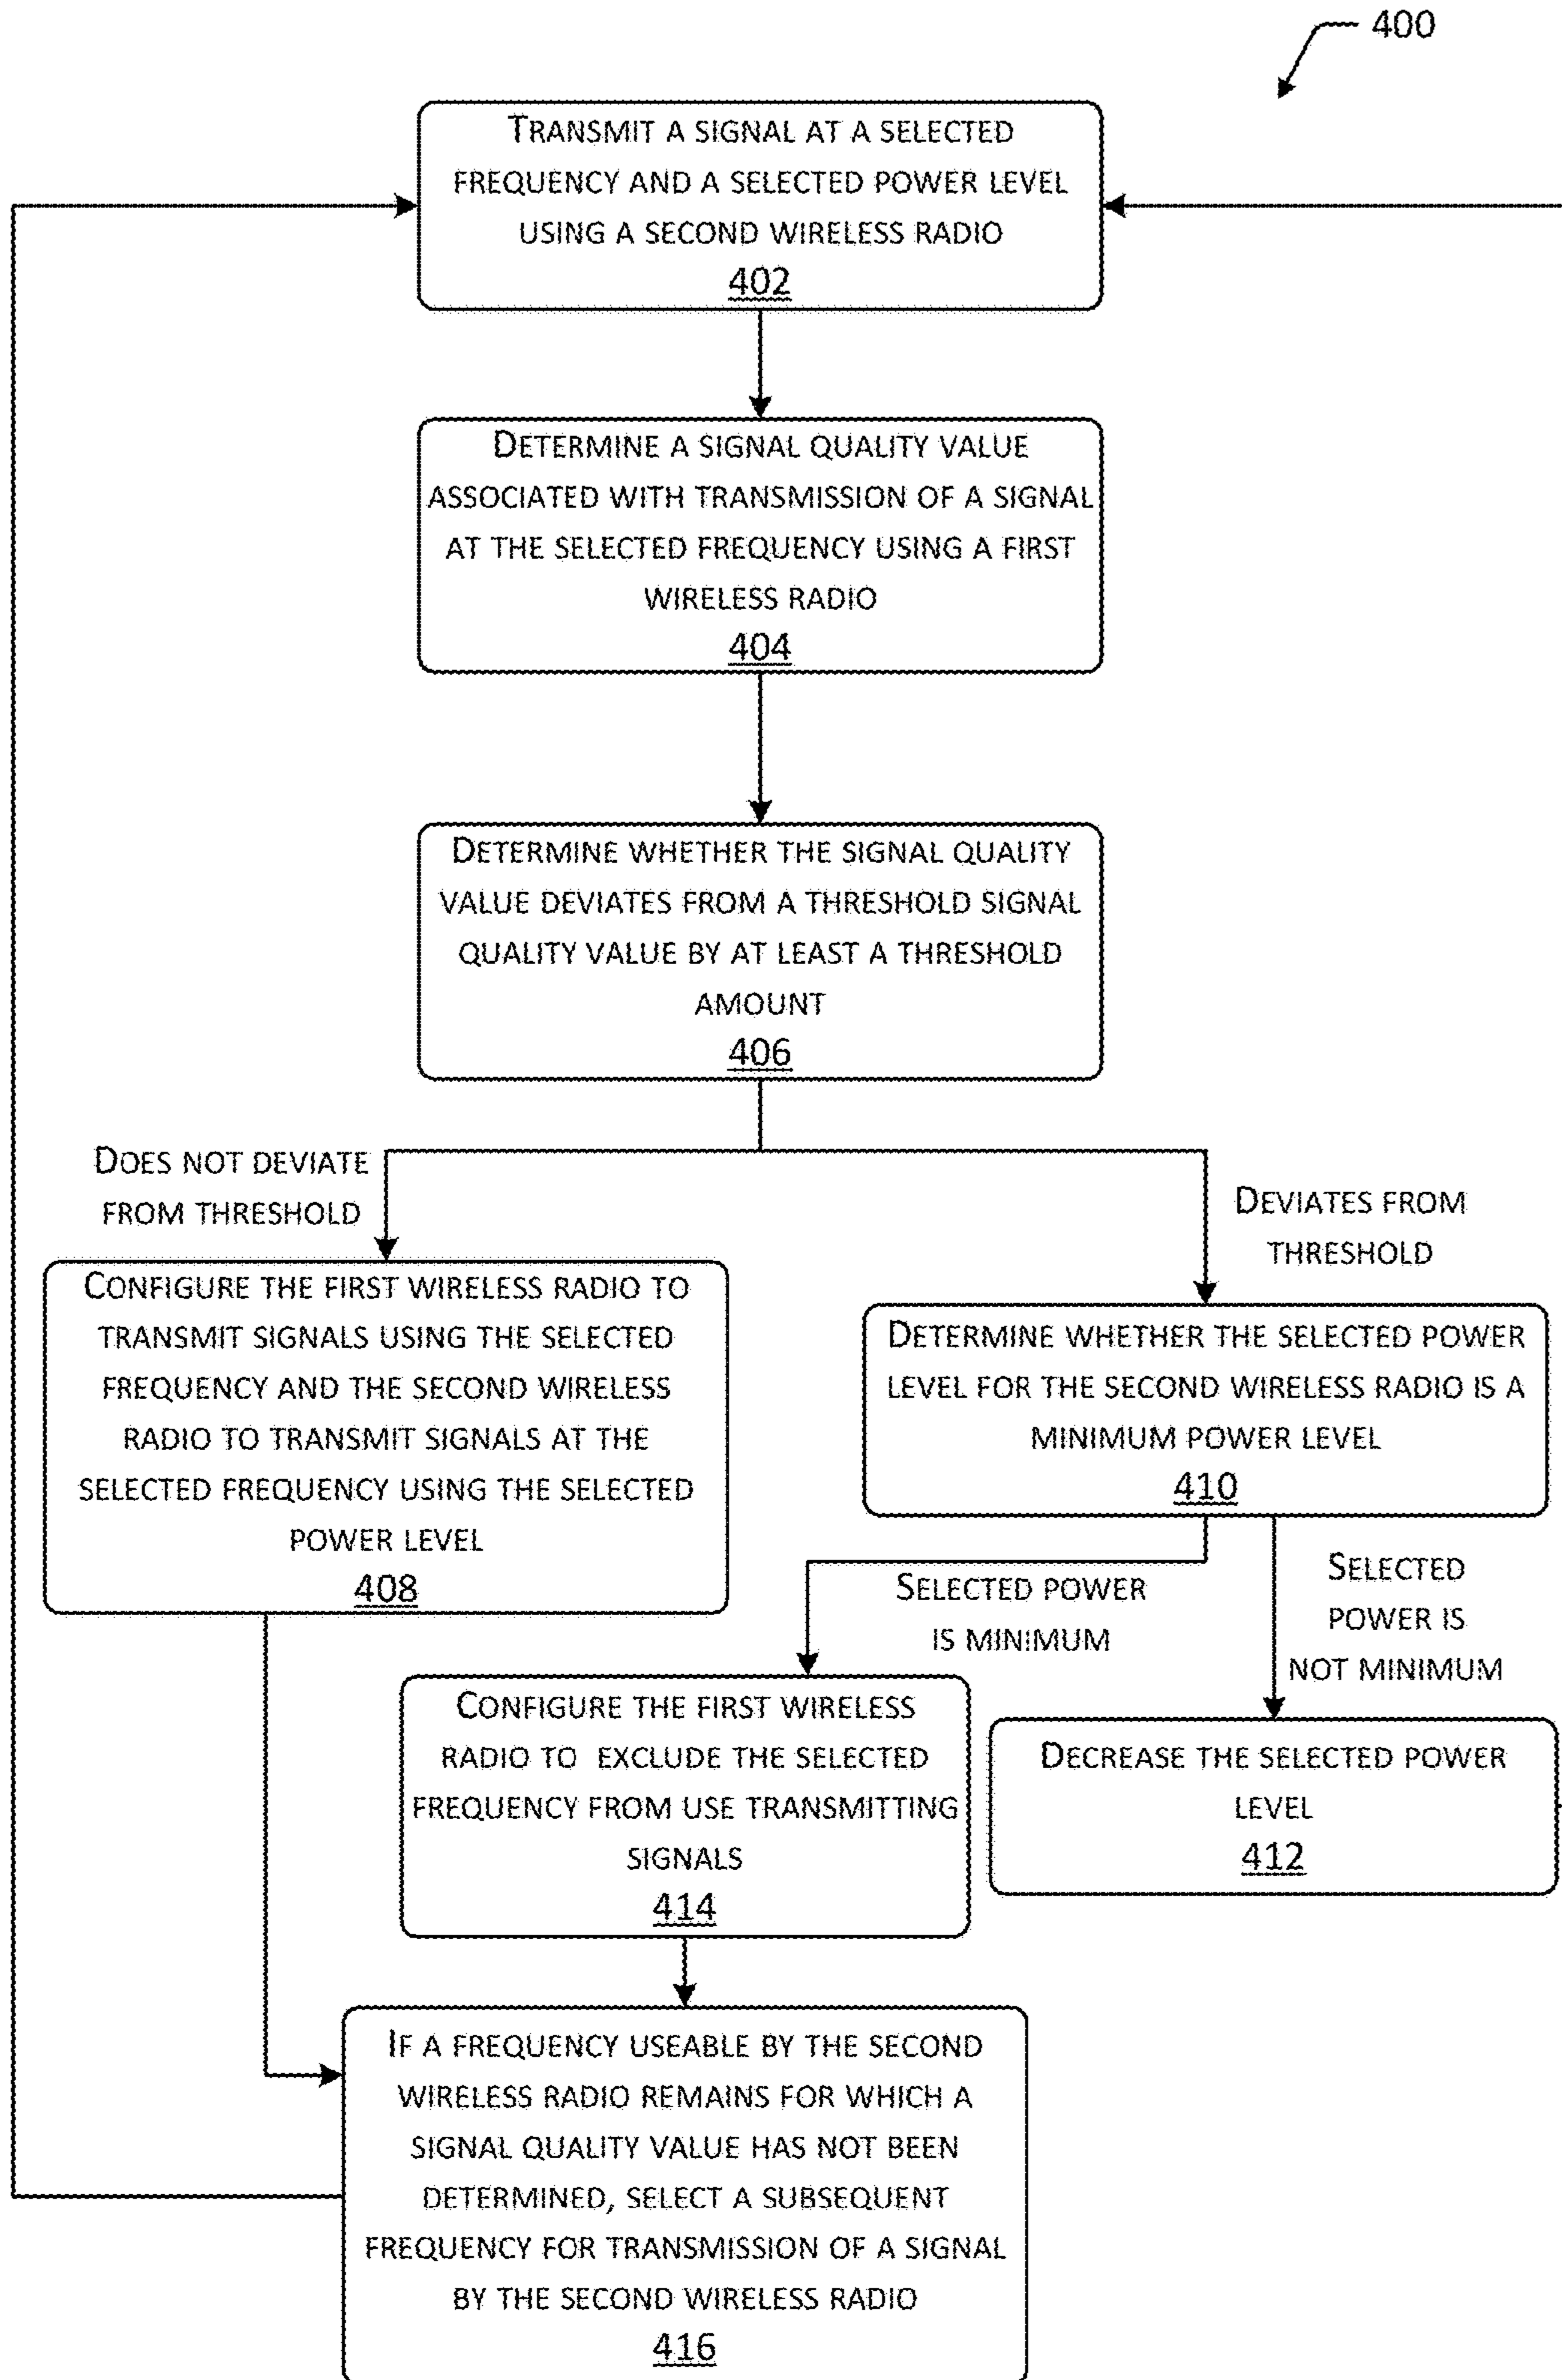 400
TRANSMIT A SIGNAL AT A SELECTED
FREQUENCY AND A SELECTED POWER LEVEL
USING A SECOND WIRELESS RADIO
402
DETERMINE A SIGNAL QUALITY VALUE
ASSOCIATED WITH TRANSMISSION OF A SIGNAL
AT THE SELECTED FREQUENCY USING A FIRST
WIRELESS RADIO
404
DETERMINE WHETHER THE SIGNAL QUALITY
VALUE DEVIATES FROM A THRESHOLD SIGNAL
QUALITY VALUE BY AT LEAST A THRESHOLD
AMOUNT
406
DOES NOT DEVIATE
FROM THRESHOLD
DEVIATES FROM
THRESHOLD
CONFIGURE THE FIRST WIRELESS RADIO TO
TRANSMIT SIGNALS USING THE SELECTED
FREQUENCY AND THE SECOND WIRELESS
RADIO TO TRANSMIT SIGNALS AT THE
SELECTED FREQUENCY USING THE SELECTED
POWER LEVEL
408
DETERMINE WHETHER THE SELECTED POWER
LEVEL FOR THE SECOND WIRELESS RADIO IS A
MINIMUM POWER LEVEL
410
SELECTED POWER
IS MINIMUM
SELECTED
POWER IS
NOT MINIMUM
CONFIGURE THE FIRST WIRELESS
RADIO TO EXCLUDE THE SELECTED
FREQUENCY FROM USE TRANSMITTING
SIGNALS
414
DECREASE THE SELECTED POWER
LEVEL
412
IF A FREQUENCY USEABLE BY THE SECOND
WIRELESS RADIO REMAINS FOR WHICH A
SIGNAL QUALITY VALUE HAS NOT BEEN
DETERMINED, SELECT A SUBSEQUENT
FREQUENCY FOR TRANSMISSION OF A SIGNAL
BY THE SECOND WIRELESS RADIO
416